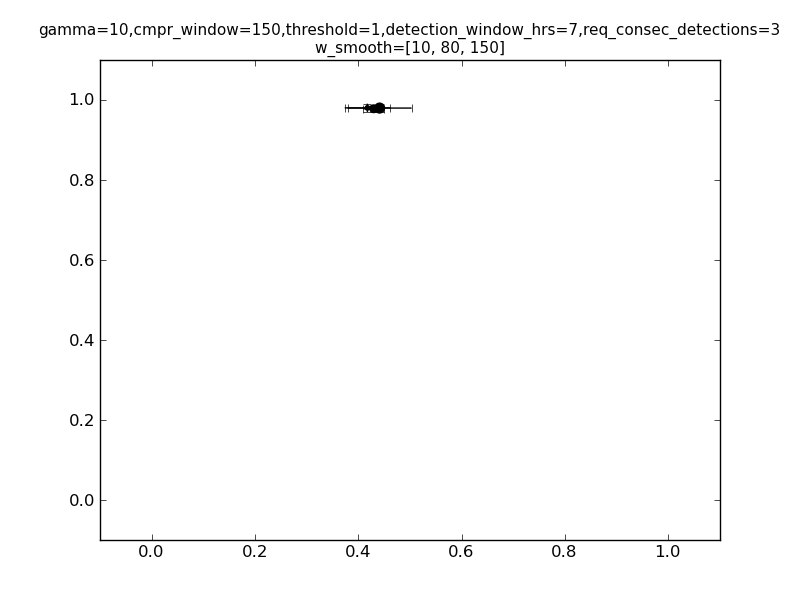 gamma=10,cmpr_window=150,threshold=1,detection_window_hrs=7,req_consec_detections=3
w_smooth=[10, 80, 150]
1.0
0.8
0.6
0.4
0.2
0.0
0.0 0.2 0.4 0.6 0.8 1.0